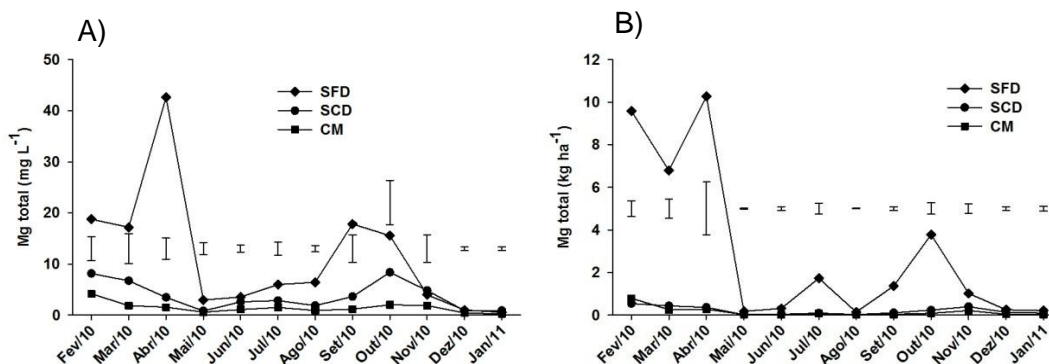 A)
Mg total (mg L⁻¹)
50
40
30
20
10
0
SFD
SCD
CM
Fev/10 Mar/10 Abr/10 Mai/10 Jun/10 Jul/10 Ago/10 Set/10 Out/10 Nov/10 Dez/10 Jan/11
B)
Mg total (kg ha⁻¹)
12
10
8
6
4
2
0
SFD
SCD
CM
Fev/10 Mar/10 Abr/10 Mai/10 Jun/10 Jul/10 Ago/10 Set/10 Out/10 Nov/10 Dez/10 Jan/11